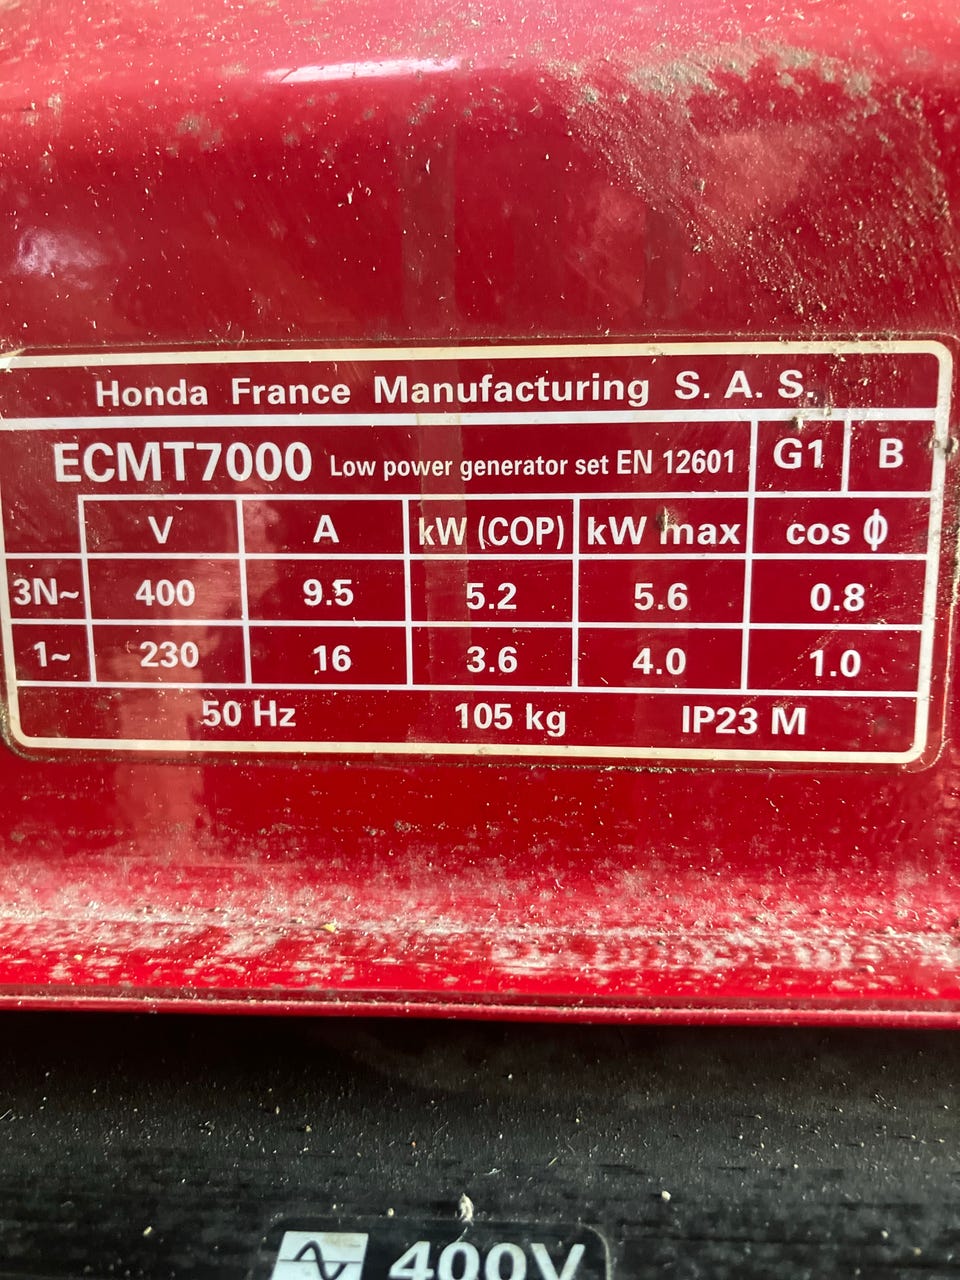 Honda France Manufacturing S. A. S.
ECMT7000 Low power generator set EN 12601 G1 B
V A kW (COP) kW max cos ϕ
3N~ 400 9.5 5.2 5.6 0.8
1~ 230 16 3.6 4.0 1.0
50 Hz 105 kg IP23 M
400V